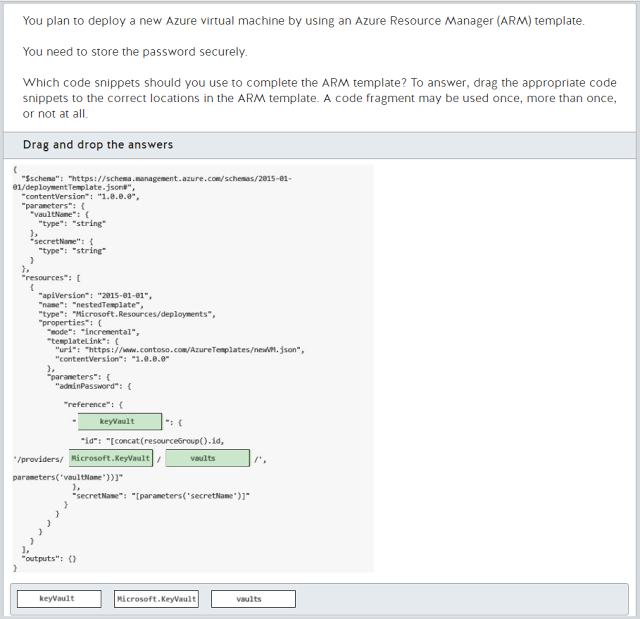 You plan to deploy a new Azure virtual machine by using an Azure Resource Manager (ARM) template.
You need to store the password securely.
Which code snippets should you use to complete the ARM template? To answer, drag the appropriate code
snippets to the correct locations in the ARM template. A code fragment may be used once, more than once,
or not at all.
Drag and drop the answers
{
"$schema": "https://schema.management.azure.com/schemas/2015-01-
01/deploymentTemplate.json#",
"contentVersion": "1.0.0.0",
"parameters": {
"vaultName": {
"type": "string"
},
"secretName": {
"type": "string"
}
},
"resources": [
{
"apiVersion": "2015-01-01",
"name": "nestedTemplate",
"type": "Microsoft.Resources/deployments",
"properties": {
"mode": "incremental",
"templateLink": {
"uri": "https://www.contoso.com/AzureTemplates/newVM.json",
"contentVersion": "1.0.0.0"
},
"parameters": {
"adminPassword": {
"reference": {
" keyVault ": {
"id": "[concat(resourceGroup().id,
'/providers/ Microsoft.KeyVault / vaults /',
parameters('vaultName'))]"
},
"secretName": "[parameters('secretName')]"
}
}
}
}
}
],
"outputs": {}
}
keyVault Microsoft.KeyVault vaults